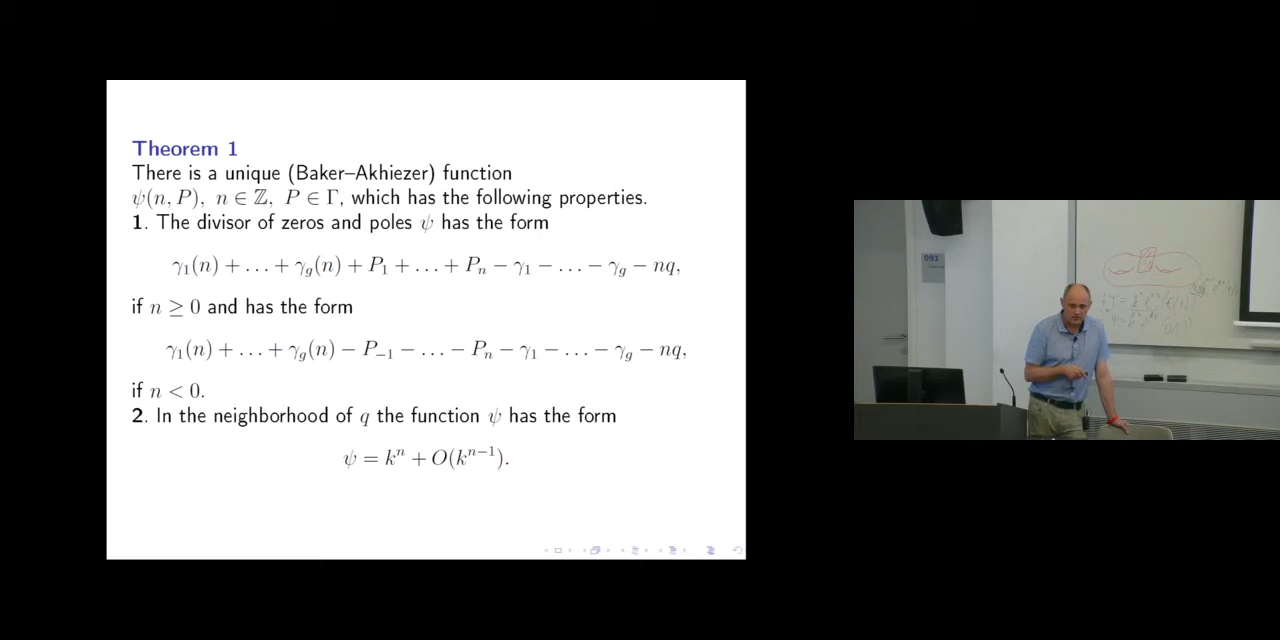 Theorem 1
There is a unique (Baker–Akhiezer) function
ψ(n, P), n ∈ ℤ, P ∈ Γ, which has the following properties.
1. The divisor of zeros and poles ψ has the form
γ₁(n) + … + γ_g(n) + P₁ + … + P_n − γ₁ − … − γ_g − nq,
if n ≥ 0 and has the form
γ₁(n) + … + γ_g(n) − P₋₁ − … − P_n − γ₁ − … − γ_g − nq,
if n < 0.
2. In the neighborhood of q the function ψ has the form
ψ = kⁿ + O(kⁿ⁻¹).
093